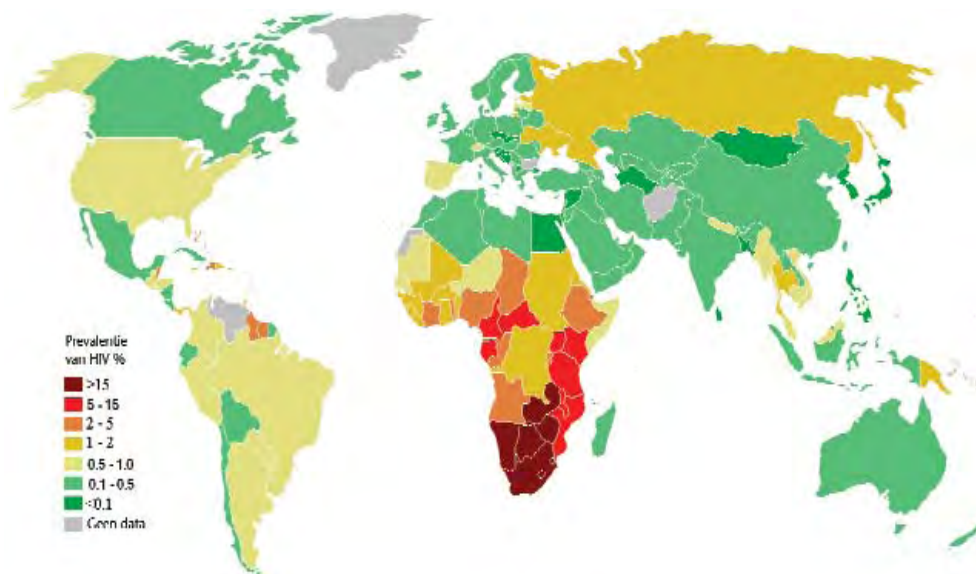 Prevalentie
van HIV %
>15
5 - 15
2 - 5
1 - 2
0.5 - 1.0
0.1 - 0.5
<0.1
Geen data